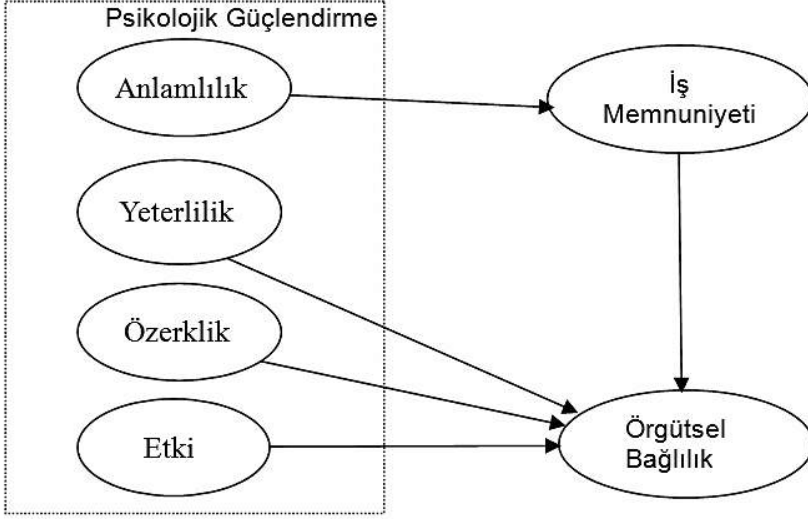 Psikolojik Güçlendirme
Anlamlılık
Yeterlilik
Özerklik
Etki
İş
Memnuniyeti
Örgütsel
Bağlılık